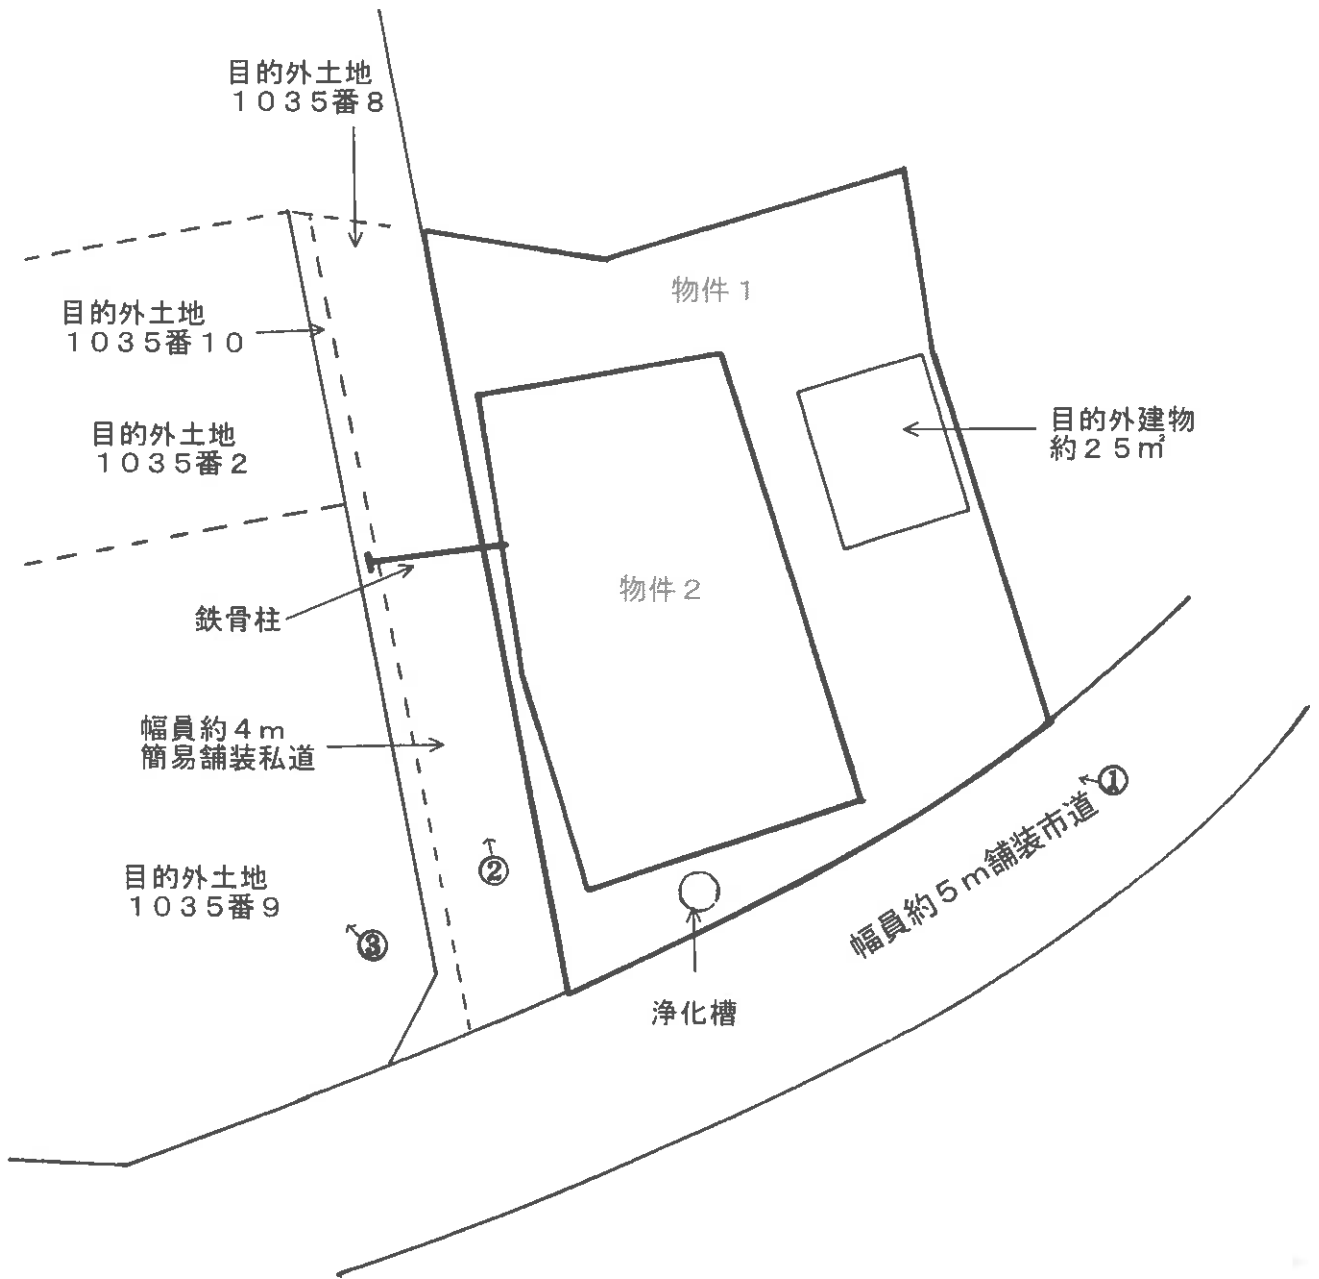 目的外土地
１０３５番８
物件１
目的外土地
１０３５番１０
目的外土地
１０３５番２
目的外建物
約２５㎡
物件２
鉄骨柱
幅員約４ｍ
簡易舗装私道
①
幅員約５ｍ舗装市道
②
目的外土地
１０３５番９
③
浄化槽